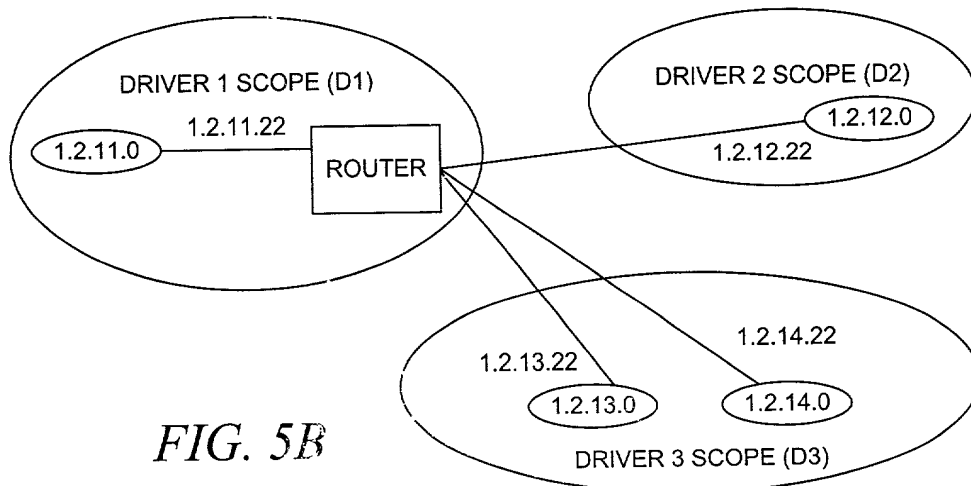 DRIVER 1 SCOPE (D1)
1.2.11.22
1.2.11.0
ROUTER
DRIVER 2 SCOPE (D2)
1.2.12.0
1.2.12.22
1.2.14.22
1.2.13.22
1.2.13.0
1.2.14.0
DRIVER 3 SCOPE (D3)
FIG. 5B